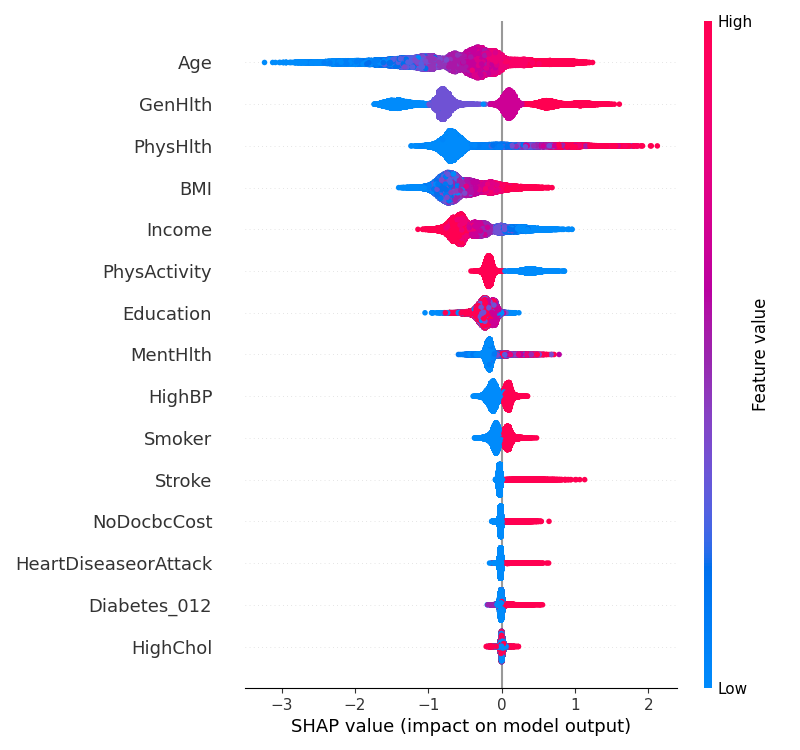 High
Age
GenHlth
PhysHlth
BMI
Income
PhysActivity
Education
MentHlth
HighBP
Smoker
Stroke
NoDocbcCost
HeartDiseaseorAttack
Diabetes_012
HighChol
Feature value
Low
−3 −2 −1 0 1 2
SHAP value (impact on model output)